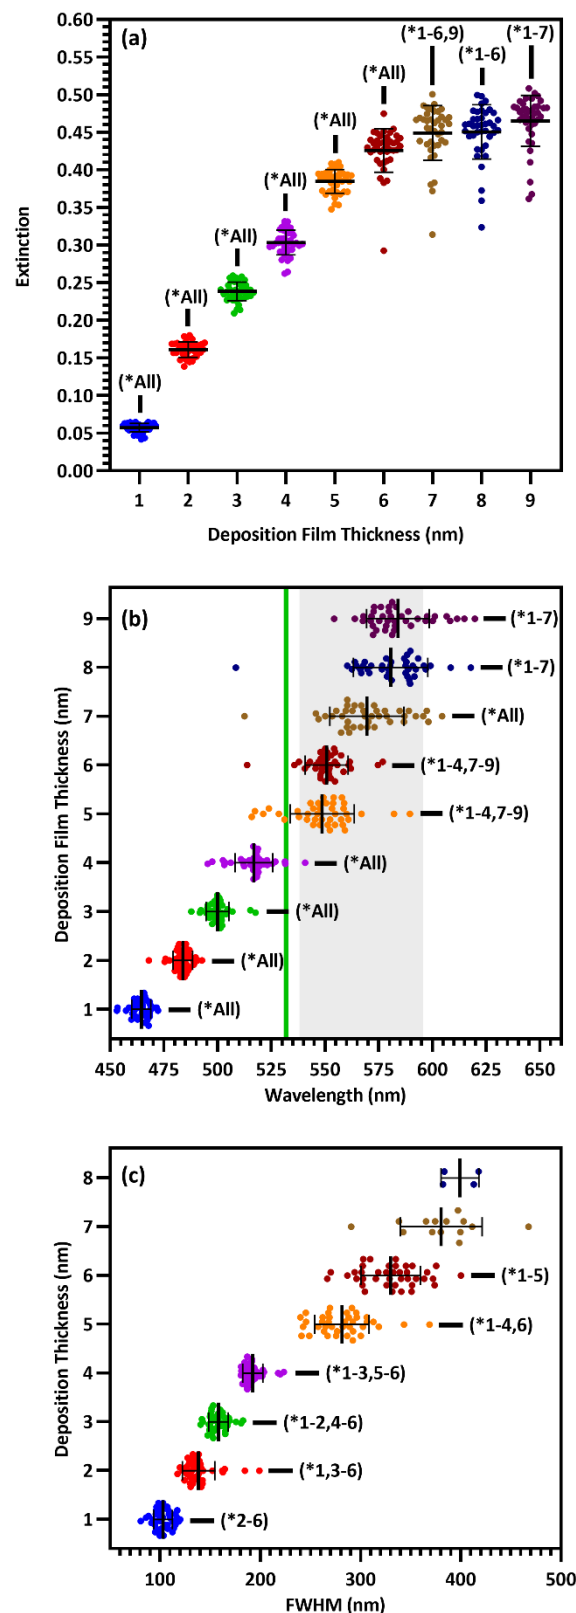 (a)
0.60
0.55
0.50
0.45
0.40
0.35
0.30
0.25
0.20
0.15
0.10
0.05
0.00
Extinction
(*All)
(*All)
(*All)
(*All)
(*All)
(*All)
(*1-6,9)
(*1-6)
(*1-7)
1 2 3 4 5 6 7 8 9
Deposition Film Thickness (nm)
(b)
Deposition Film Thickness (nm)
9 (*1-7)
8 (*1-7)
7 (*All)
6 (*1-4,7-9)
5 (*1-4,7-9)
4 (*All)
3 (*All)
2 (*All)
1 (*All)
450 475 500 525 550 575 600 625 650
Wavelength (nm)
(c)
Deposition Thickness (nm)
8
7
6 (*1-5)
5 (*1-4,6)
4 (*1-3,5-6)
3 (*1-2,4-6)
2 (*1,3-6)
1 (*2-6)
100 200 300 400 500
FWHM (nm)